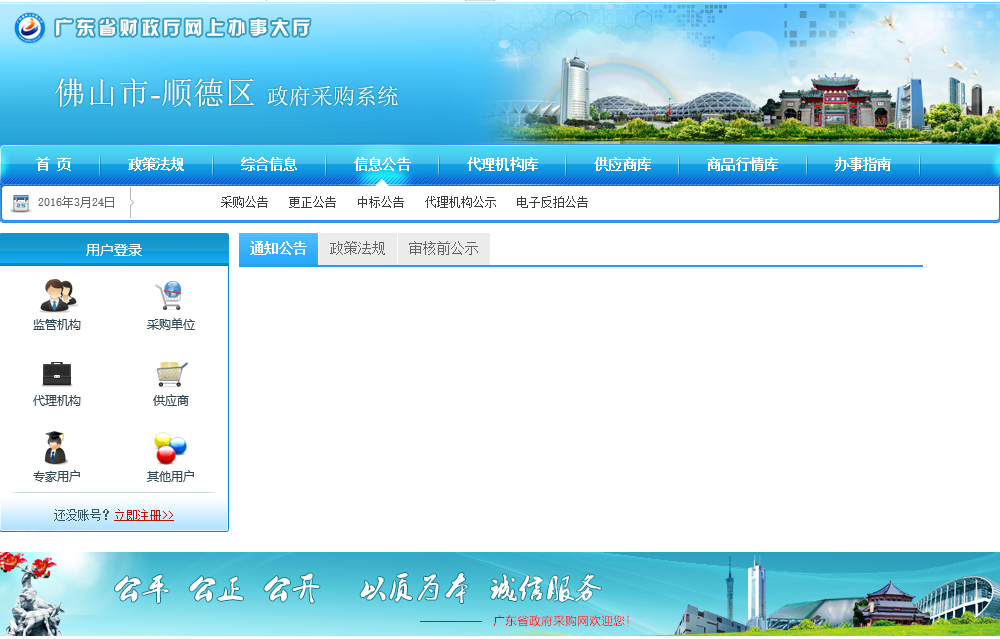 广东省财政厅网上办事大厅
佛山市-顺德区 政府采购系统
首 页 政策法规 综合信息 信息公告 代理机构库 供应商库 商品行情库 办事指南
2016年3月24日 采购公告 更正公告 中标公告 代理机构公示 电子反拍公告
用户登录
通知公告 政策法规 审核前公示
监管机构 采购单位
代理机构 供应商
专家用户 其他用户
还没账号？立即注册>>
公平 公正 公开 以质为本 诚信服务
广东省政府采购网欢迎您！